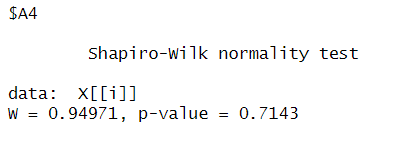 $A4
Shapiro-Wilk normality test
data:  X[[i]]
W = 0.94971, p-value = 0.7143